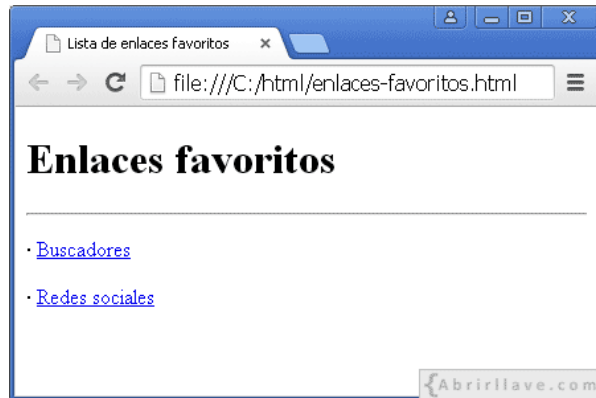 Lista de enlaces favoritos
file:///C:/html/enlaces-favoritos.html
Enlaces favoritos
· Buscadores
· Redes sociales
{Abrirllave.com